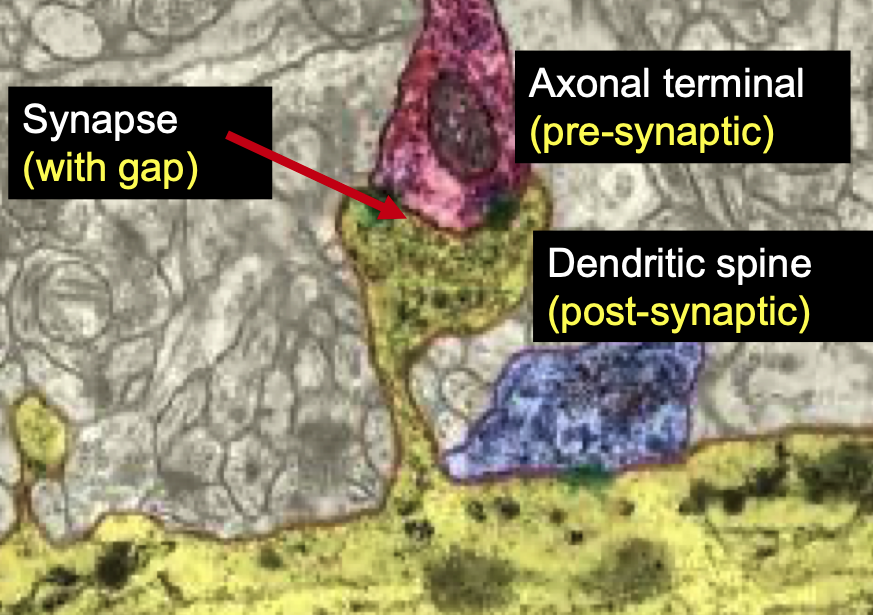 Synapse
(with gap)
Axonal terminal
(pre-synaptic)
Dendritic spine
(post-synaptic)